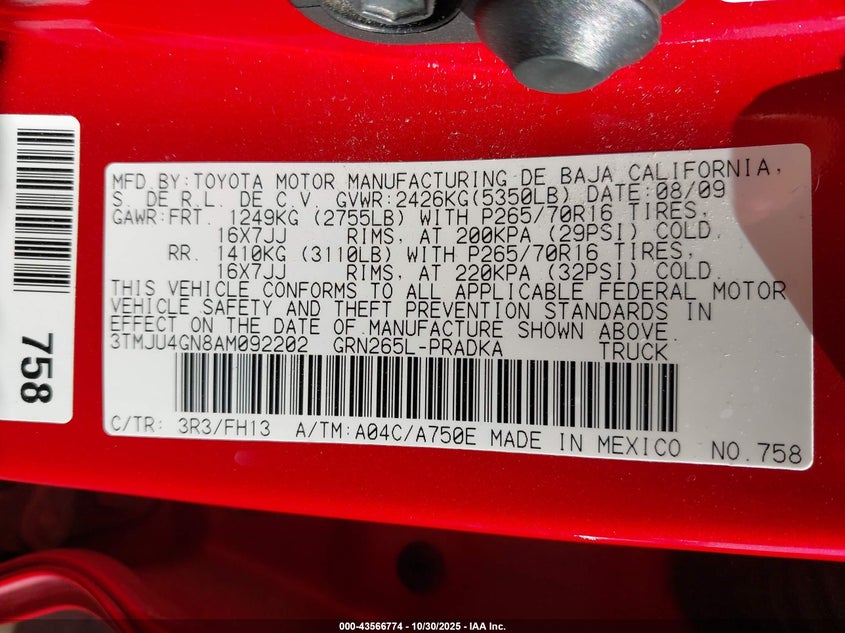 MFD.BY:TOYOTA MOTOR MANUFACTURING DE BAJA CALIFORNIA,
S. DE R.L. DE C.V. GVWR:2426KG(5350LB) DATE:08/09
GAWR:FRT. 1249KG (2755LB) WITH P265/70R16 TIRES,
16X7JJ RIMS, AT 200KPA (29PSI) COLD.
RR. 1410KG (3110LB) WITH P265/70R16 TIRES,
16X7JJ RIMS, AT 220KPA (32PSI) COLD.
THIS VEHICLE CONFORMS TO ALL APPLICABLE FEDERAL MOTOR
VEHICLE SAFETY AND THEFT PREVENTION STANDARDS IN
EFFECT ON THE DATE OF MANUFACTURE SHOWN ABOVE.
3TMJU4GN8AM092202 GRN265L-PRADKA TRUCK
C/TR: 3R3/FH13 A/TM:A04C/A750E MADE IN MEXICO NO.758
758
000-43566774 - 10/30/2025 - IAA Inc.